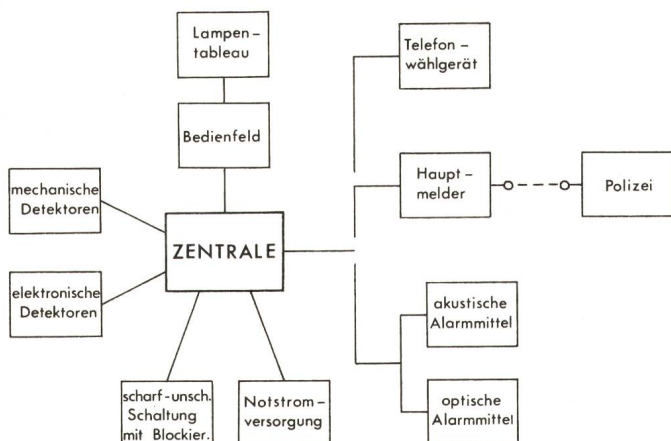 Lampen-
tableau
Bedienfeld
mechanische
Detektoren
elektronische
Detektoren
ZENTRALE
scharf-unsch.
Schaltung
mit Blockier.
Notstrom-
versorgung
Telefon-
wählgerät
Haupt-
melder
Polizei
akustische
Alarmmittel
optische
Alarmmittel